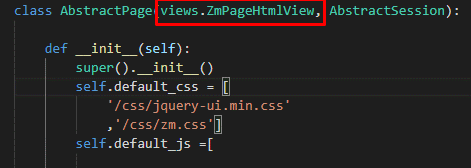 class AbstractPage(views.ZmPageHtmlView, AbstractSession):
def __init__(self):
super().__init__()
self.default_css = [
'/css/jquery-ui.min.css'
,'/css/zm.css']
self.default_js =[